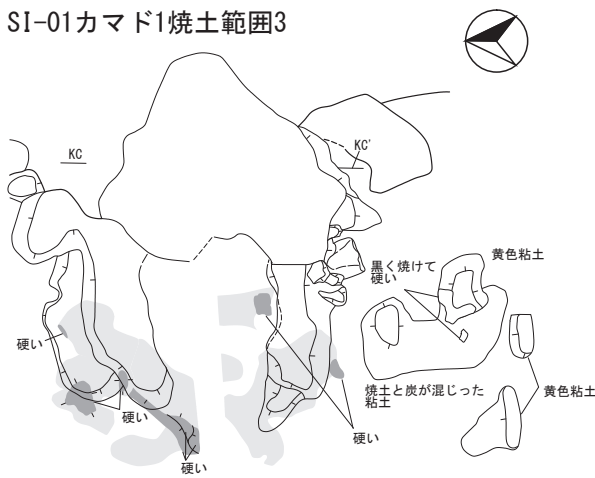 SI-01カマド1焼土範囲3
KC
KC'
黄色粘土
黒く焼けて
硬い
硬い
焼土と炭が混じった
粘土
黄色粘土
硬い
硬い
硬い